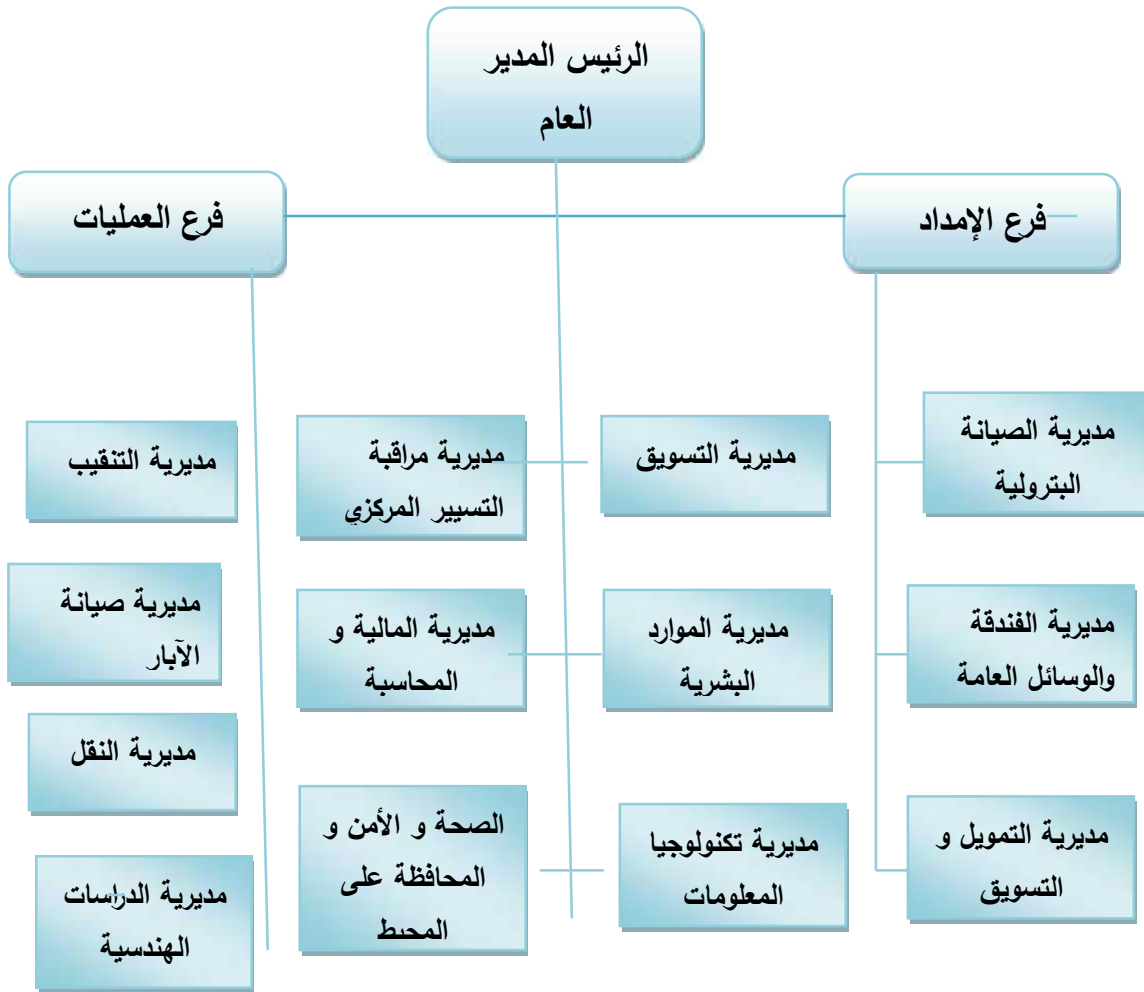 الرئيس المدير
العام
فرع الإمداد
فرع العمليات
مديرية الصيانة
البترولية
مديرية التسويق
مديرية مراقبة
التسيير المركزي
مديرية التنقيب
مديرية الفندقة
والوسائل العامة
مديرية الموارد
البشرية
مديرية المالية و
المحاسبة
مديرية صيانة
الآبار
مديرية النقل
مديرية التمويل و
التسويق
مديرية تكنولوجيا
المعلومات
الصحة و الأمن و
المحافظة على
المحيط
مديرية الدراسات
الهندسية